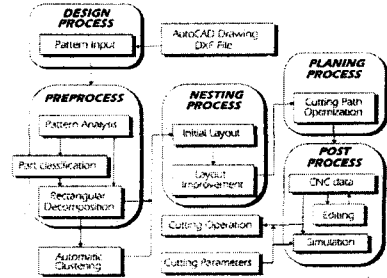 DESIGN
PROCESS
Pattern Input
AutoCAD Drawing
DXF File
PREPROCESS
Pattern Analysis
Part classification
Rectangular
Decomposition
Automatic
Clustering
NESTING
PROCESS
Initial Layout
Layout
Improvement
Cutting Operation
Cutting Parameters
PLANING
PROCESS
Cutting Path
Optimization
POST
PROCESS
CNC data
Editing
Simulation